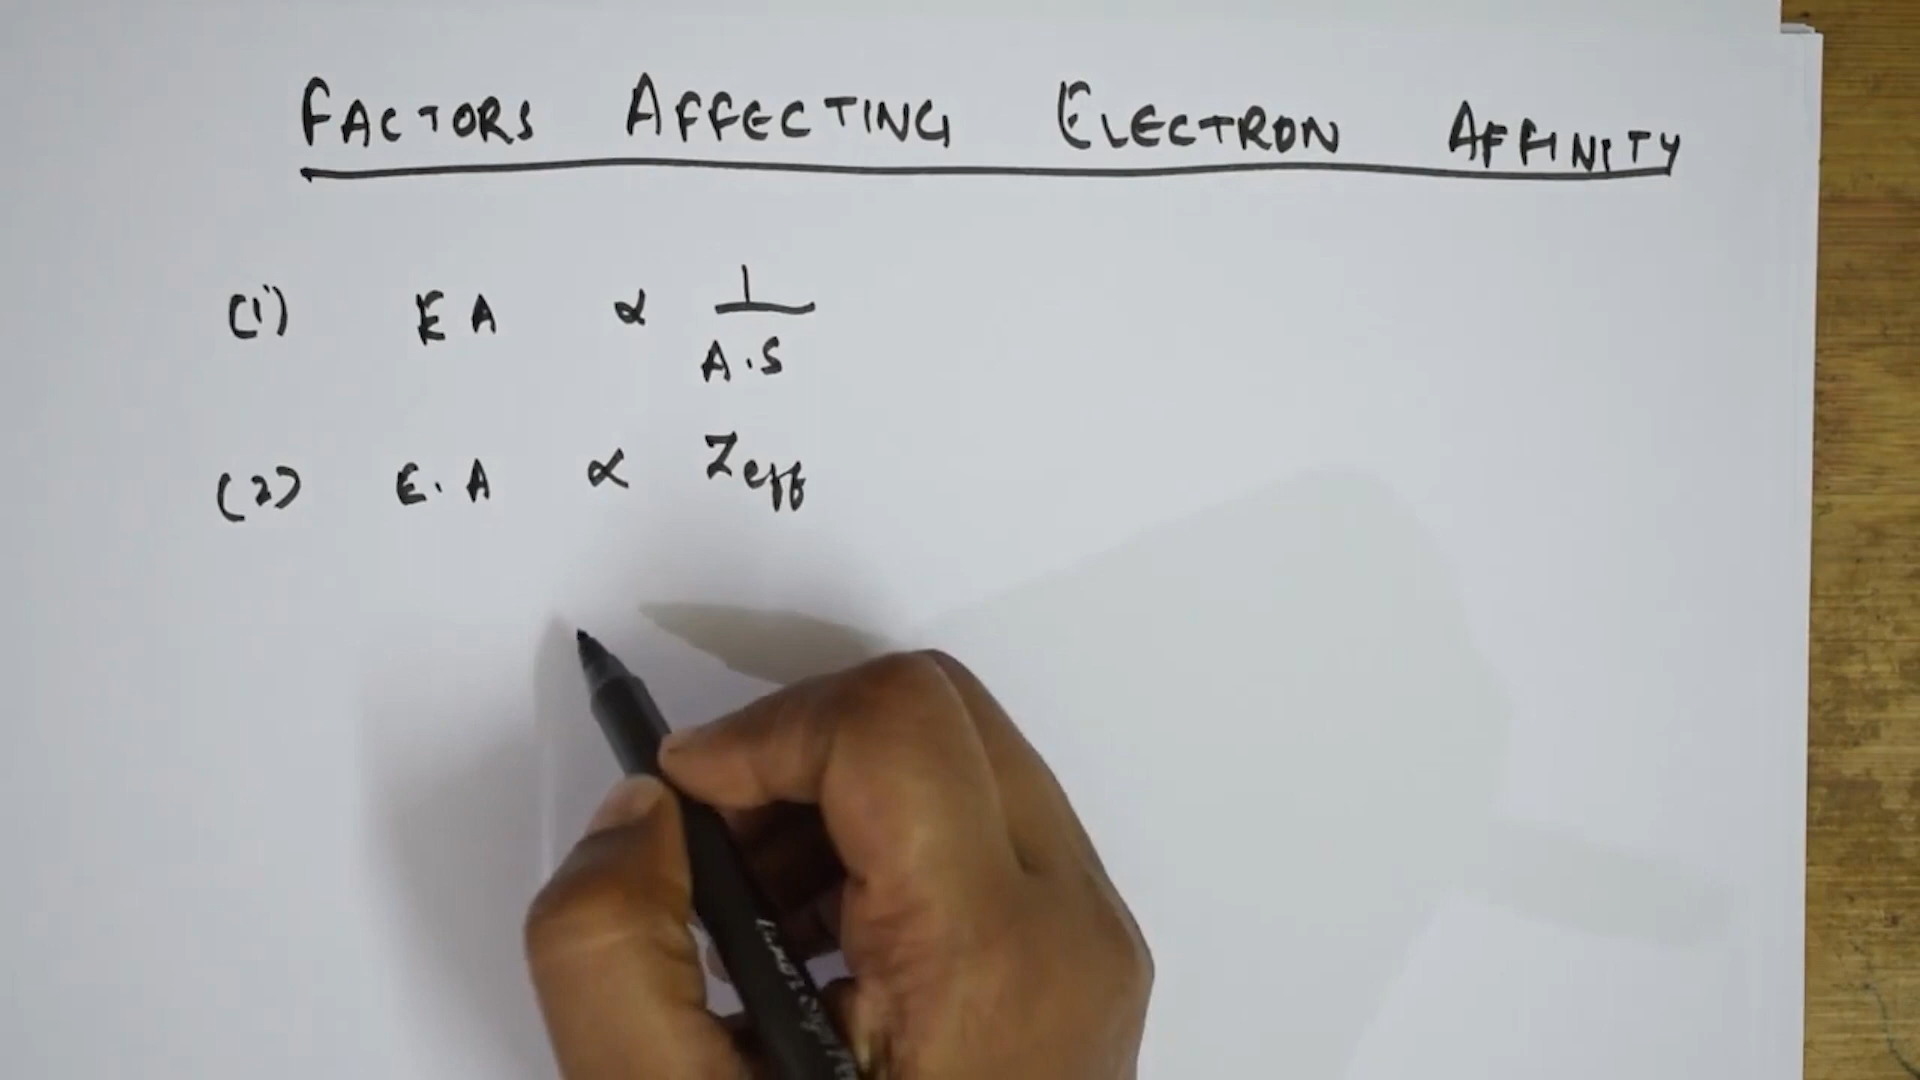 FACTORS AFFECTING ELECTRON AFFINITY
(1) EA ∝ 1
A.S
(2) E.A ∝ Zeff